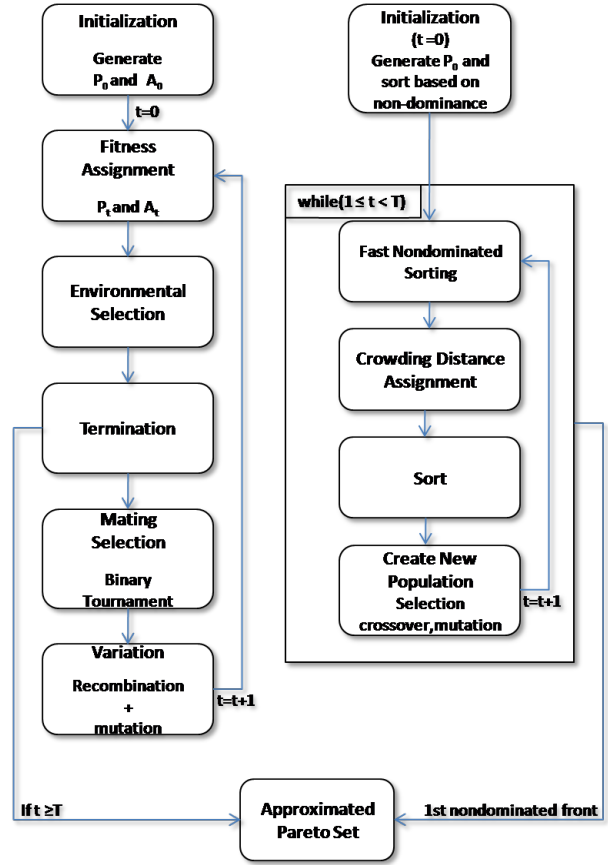 Initialization
Generate
P₀ and A₀
t=0
Fitness
Assignment
Pₜ and Aₜ
Environmental
Selection
Termination
Mating
Selection
Binary
Tournament
Variation
Recombination
+
mutation
t=t+1
If t ≥T
Initialization
(t =0)
Generate P₀ and
sort based on
non-dominance
while(1 ≤ t < T)
Fast Nondominated
Sorting
Crowding Distance
Assignment
Sort
Create New
Population
Selection
crossover,mutation
t=t+1
1st nondominated front
Approximated
Pareto Set